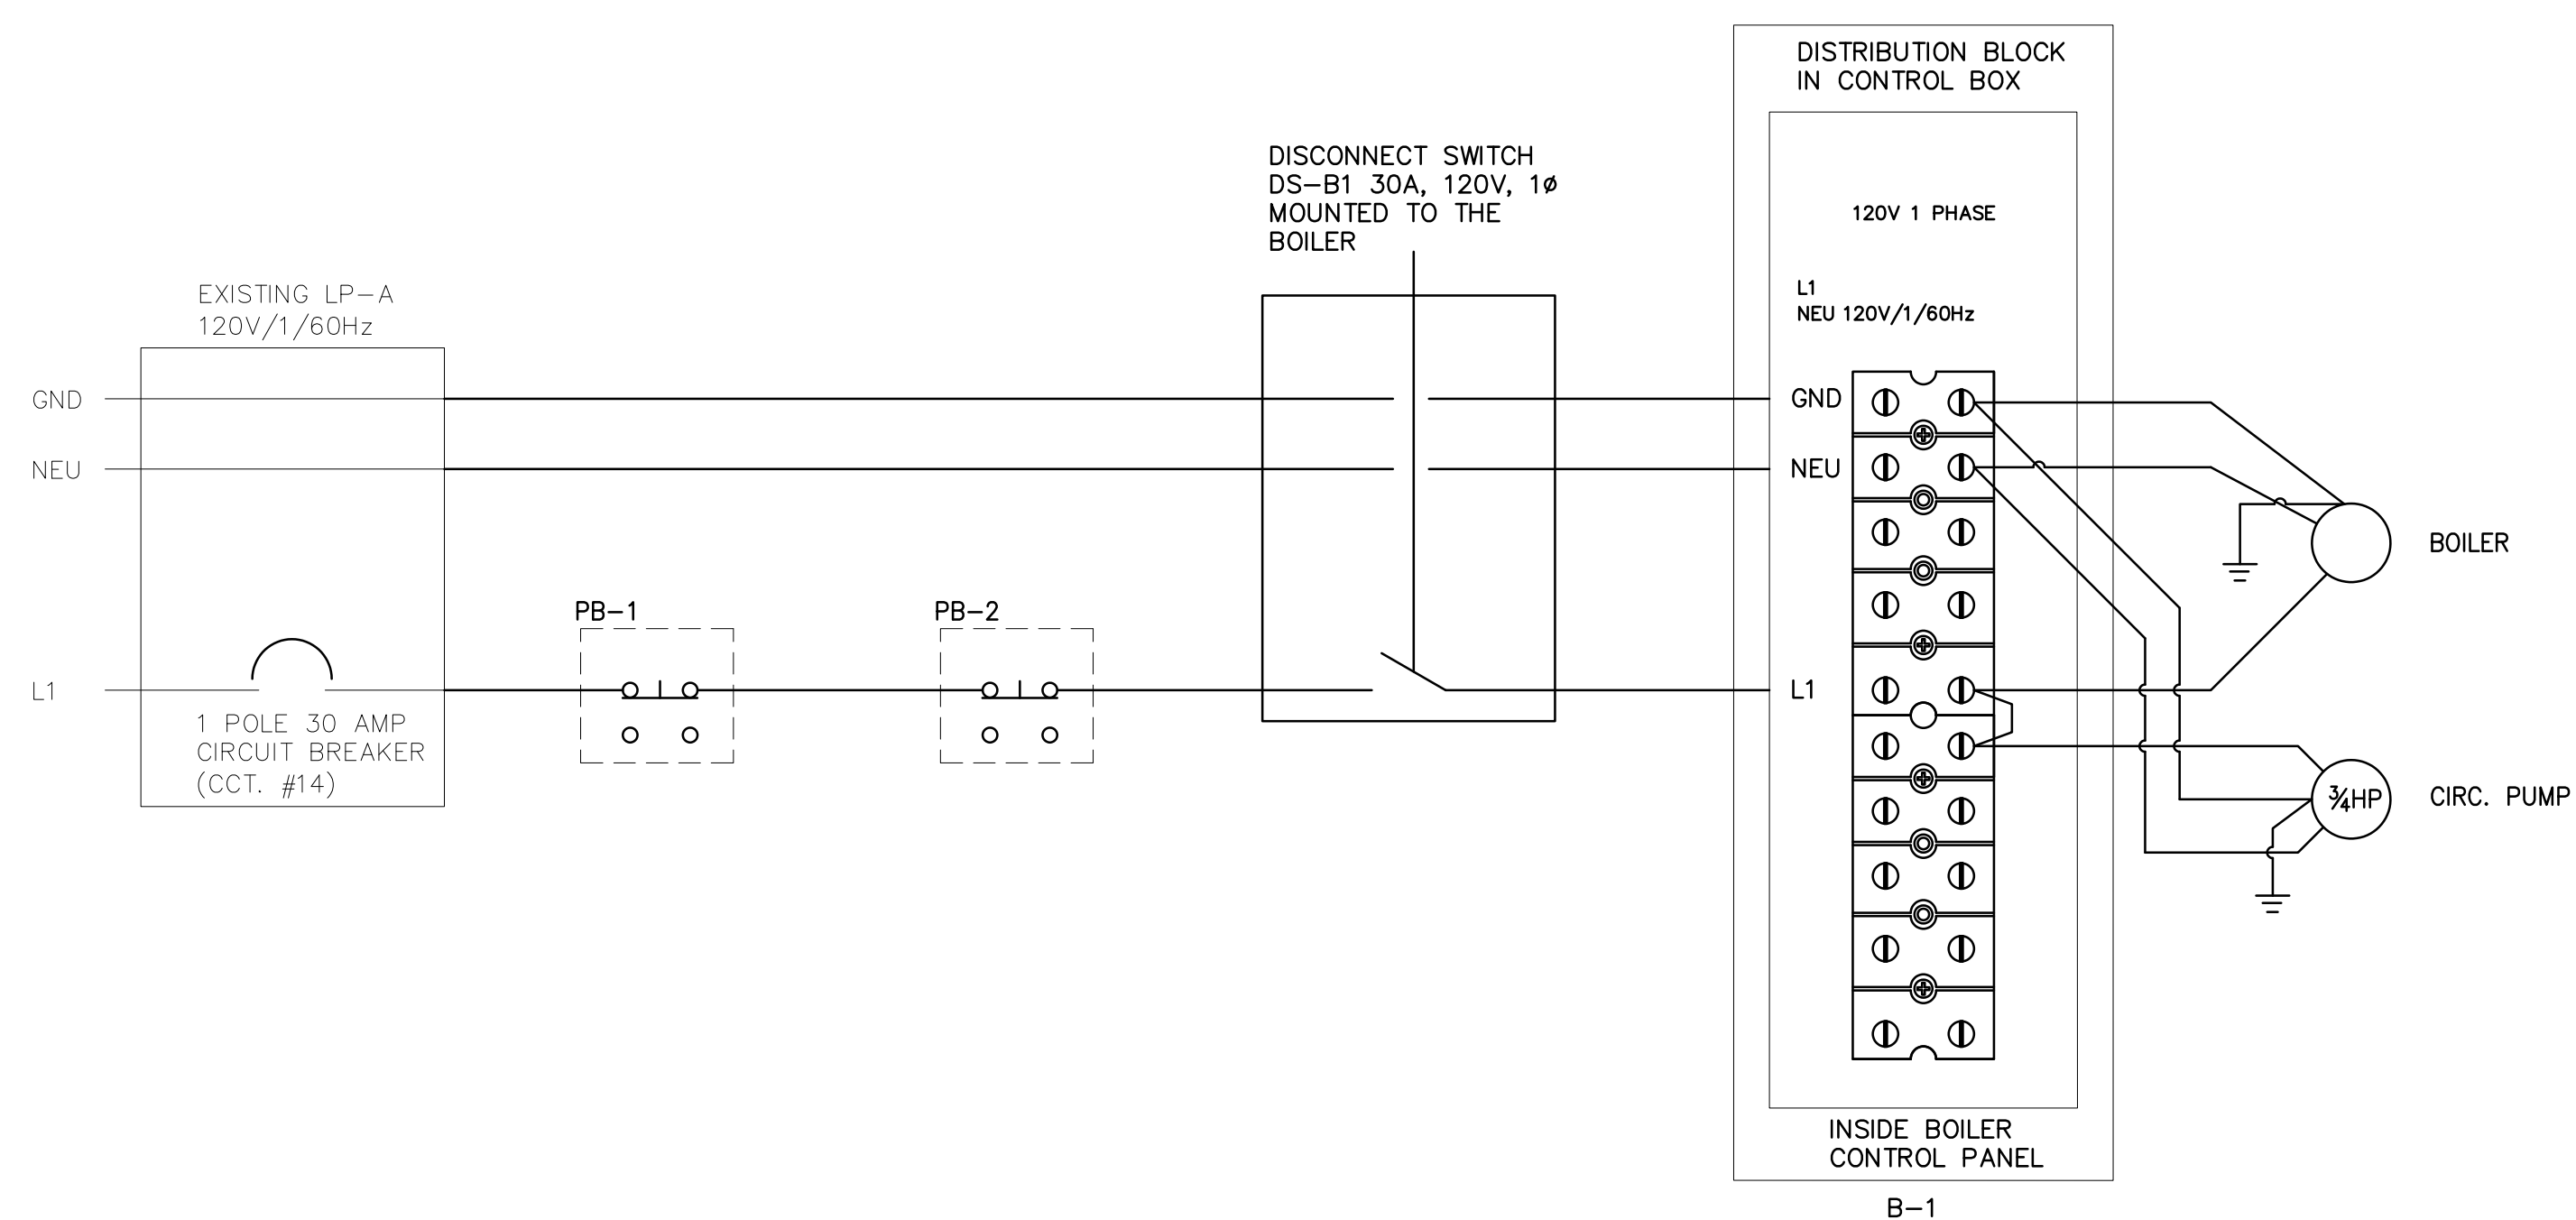 DISTRIBUTION BLOCK
IN CONTROL BOX
DISCONNECT SWITCH
DS-B1 30A, 120V, 1ø
MOUNTED TO THE
BOILER
120V 1 PHASE
EXISTING LP-A
120V/1/60Hz
L1
NEU 120V/1/60Hz
GND
GND
NEU
NEU
BOILER
PB-1
PB-2
L1
L1
1 POLE 30 AMP
CIRCUIT BREAKER
(CCT. #14)
¾HP
CIRC. PUMP
INSIDE BOILER
CONTROL PANEL
B-1